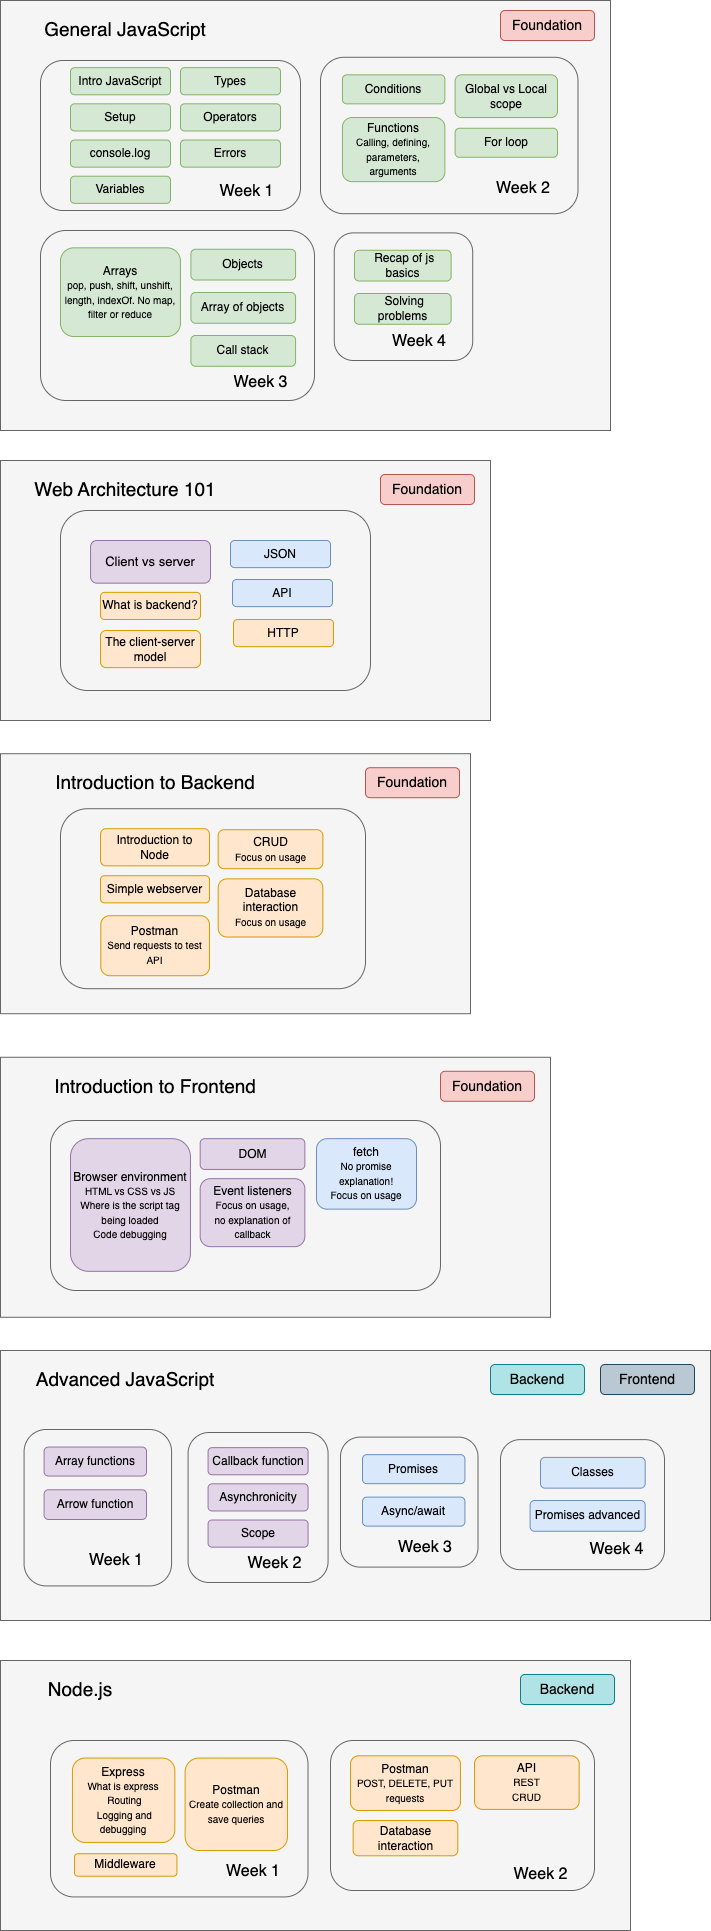 General JavaScript
Foundation
Intro JavaScript
Types
Setup
Operators
console.log
Errors
Variables
Week 1
Conditions
Global vs Local
scope
Functions
Calling, defining,
parameters,
arguments
For loop
Week 2
Arrays
pop, push, shift, unshift,
length, indexOf. No map,
filter or reduce
Objects
Array of objects
Call stack
Week 3
Recap of js
basics
Solving
problems
Week 4
Web Architecture 101
Foundation
Client vs server
What is backend?
The client-server
model
JSON
API
HTTP
Introduction to Backend
Foundation
Introduction to
Node
Simple webserver
Postman
Send requests to test
API
CRUD
Focus on usage
Database
interaction
Focus on usage
Introduction to Frontend
Foundation
Browser environment
HTML vs CSS vs JS
Where is the script tag
being loaded
Code debugging
DOM
Event listeners
Focus on usage,
no explanation of
callback
fetch
No promise
explanation!
Focus on usage
Advanced JavaScript
Backend
Frontend
Array functions
Arrow function
Week 1
Callback function
Asynchronicity
Scope
Week 2
Promises
Async/await
Week 3
Classes
Promises advanced
Week 4
Node.js
Backend
Express
What is express
Routing
Logging and
debugging
Middleware
Postman
Create collection and
save queries
Week 1
Postman
POST, DELETE, PUT
requests
Database
interaction
API
REST
CRUD
Week 2